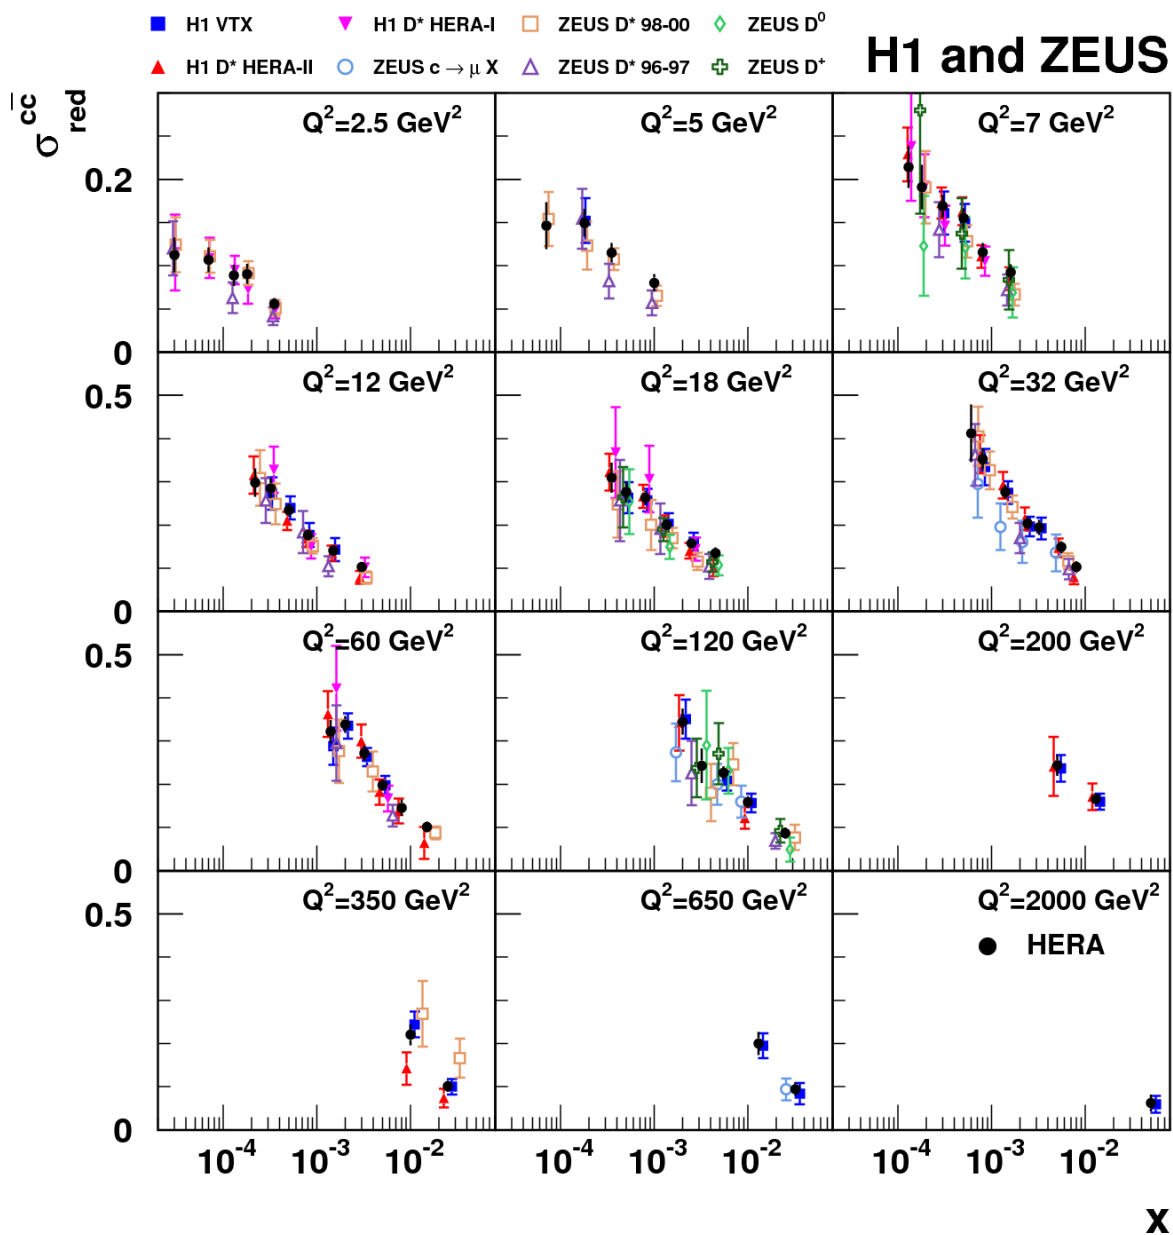 H1 VTX
H1 D* HERA-I
ZEUS D* 98-00
ZEUS D⁰
H1 D* HERA-II
ZEUS c → μ X
ZEUS D* 96-97
ZEUS D⁺
H1 and ZEUS
σ red cc̄
Q²=2.5 GeV²
Q²=5 GeV²
Q²=7 GeV²
0.2
0
Q²=12 GeV²
Q²=18 GeV²
Q²=32 GeV²
0.5
0
Q²=60 GeV²
Q²=120 GeV²
Q²=200 GeV²
0.5
0
Q²=350 GeV²
Q²=650 GeV²
Q²=2000 GeV²
0.5
HERA
0
10⁻⁴ 10⁻³ 10⁻² 10⁻⁴ 10⁻³ 10⁻² 10⁻⁴ 10⁻³ 10⁻²
x